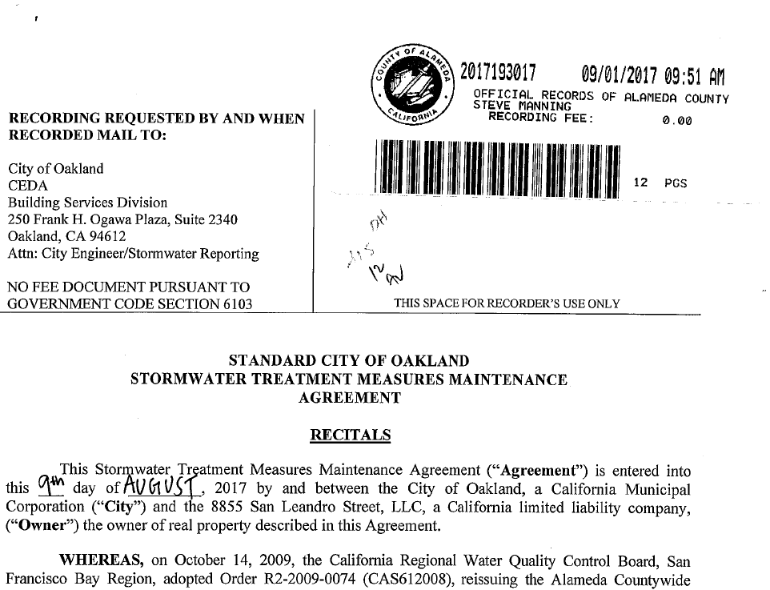 COUNTY OF ALAMEDA
CALIFORNIA
2017193017 09/01/2017 09:51 AM
OFFICIAL RECORDS OF ALAMEDA COUNTY
STEVE MANNING
RECORDING FEE: 0.00
12 PGS
RECORDING REQUESTED BY AND WHEN
RECORDED MAIL TO:
City of Oakland
CEDA
Building Services Division
250 Frank H. Ogawa Plaza, Suite 2340
Oakland, CA 94612
Attn: City Engineer/Stormwater Reporting
NO FEE DOCUMENT PURSUANT TO
GOVERNMENT CODE SECTION 6103
12
THIS SPACE FOR RECORDER'S USE ONLY
STANDARD CITY OF OAKLAND
STORMWATER TREATMENT MEASURES MAINTENANCE
AGREEMENT
RECITALS
This Stormwater Treatment Measures Maintenance Agreement ("Agreement") is entered into
this 9th day of AUGUST, 2017 by and between the City of Oakland, a California Municipal
Corporation ("City") and the 8855 San Leandro Street, LLC, a California limited liability company,
("Owner") the owner of real property described in this Agreement.
WHEREAS, on October 14, 2009, the California Regional Water Quality Control Board, San
Francisco Bay Region, adopted Order R2-2009-0074 (CAS612008), reissuing the Alameda Countywide